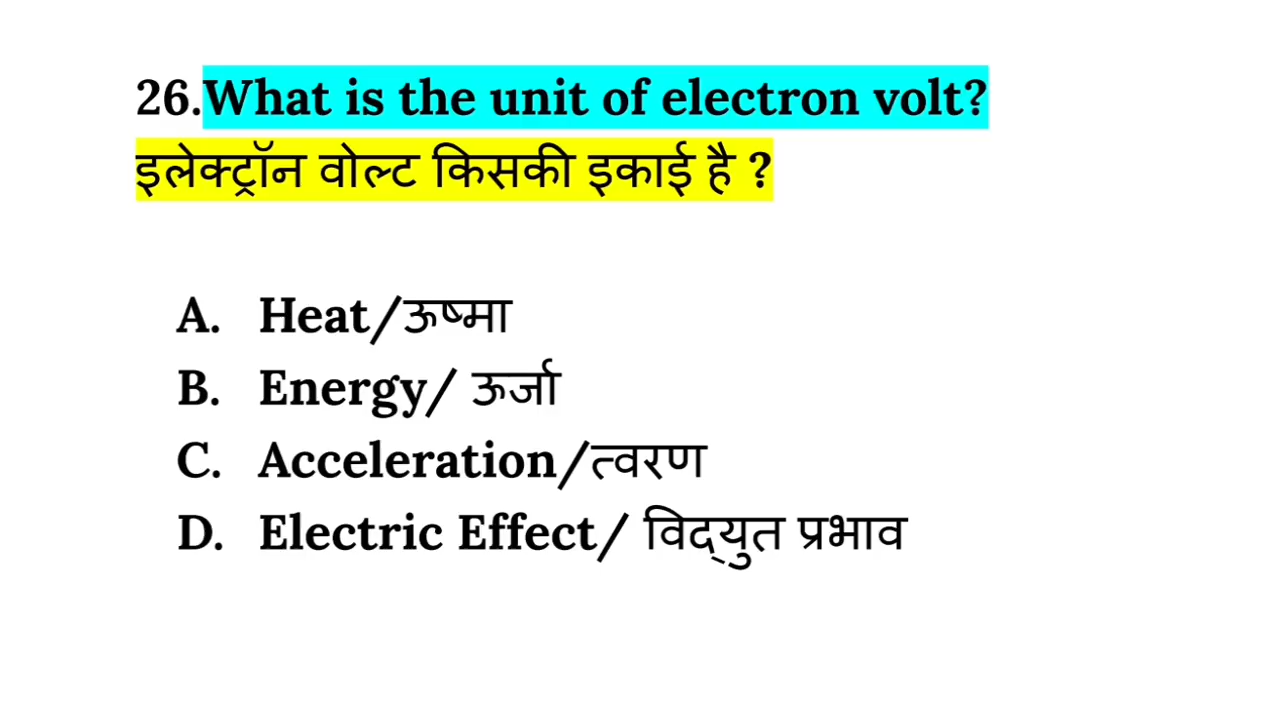 26.What is the unit of electron volt?
इलेक्ट्रॉन वोल्ट किसकी इकाई है ?
A. Heat/ऊष्मा
B. Energy/ ऊर्जा
C. Acceleration/त्वरण
D. Electric Effect/ विद्‌युत प्रभाव